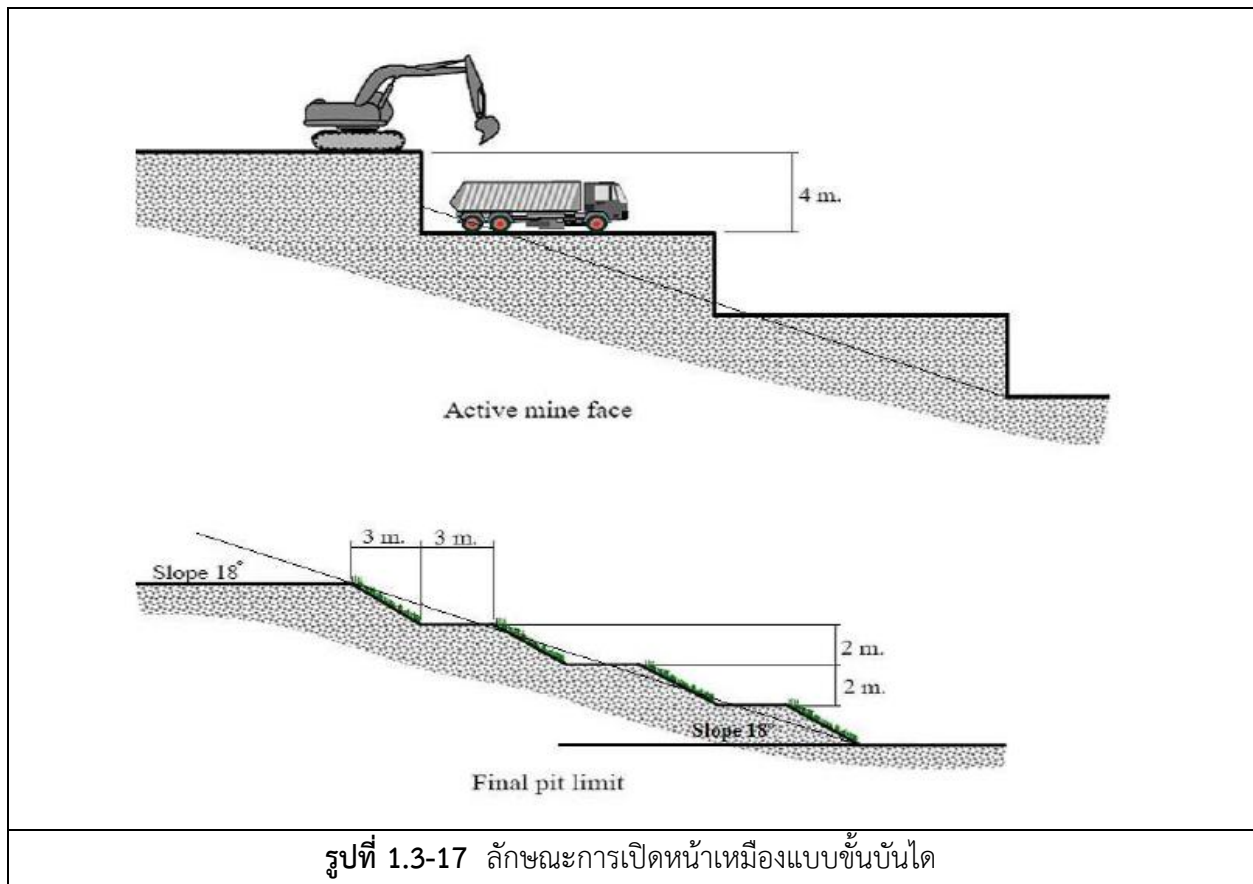 4 m.
Active mine face
3 m. 3 m.
Slope 18°
2 m.
2 m.
Slope 18°
Final pit limit
รูปที่ 1.3-17 ลักษณะการเปิดหน้าเหมืองแบบขั้นบันได